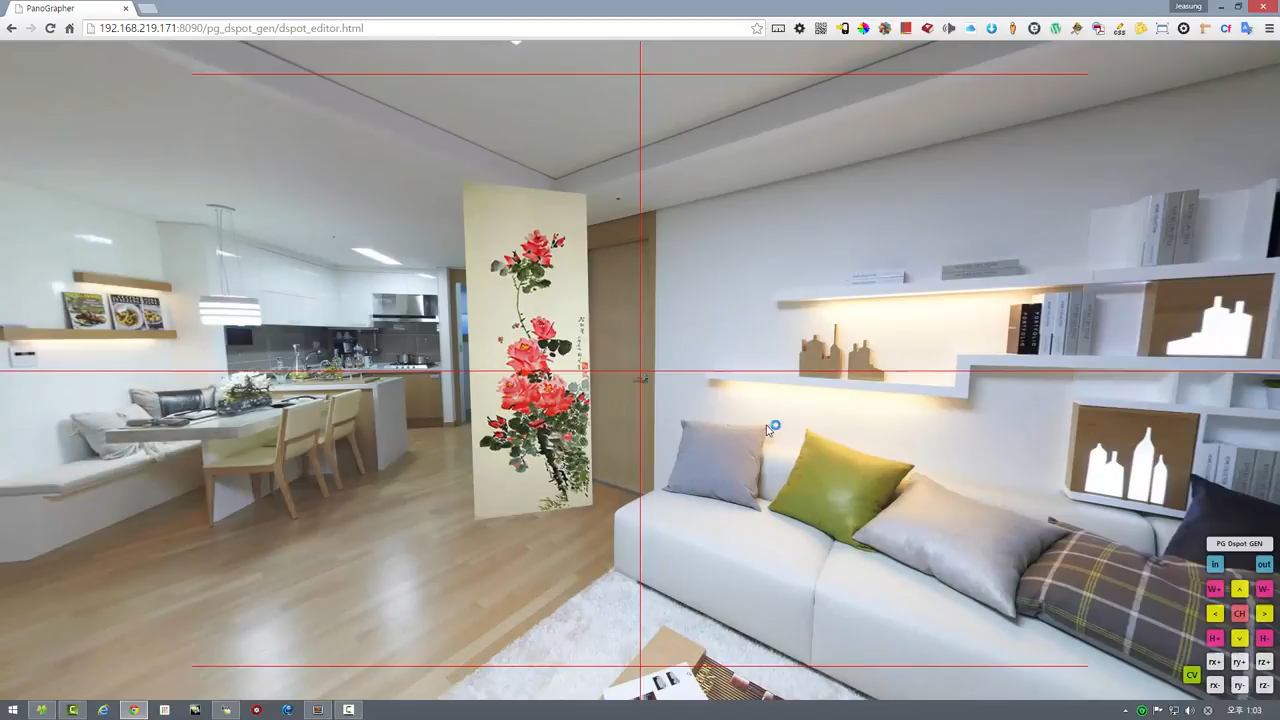 Jeasung
PanoGrapher
192.168.219.171:8090/pg_dspot_gen/dspot_editor.html
PORTFOLIO
PG Dspot GEN
in
out
W+
^
W-
<
CH
>
H+
v
H-
rx+
ry+
rz+
CV
rx-
ry-
rz-
오후 1:03